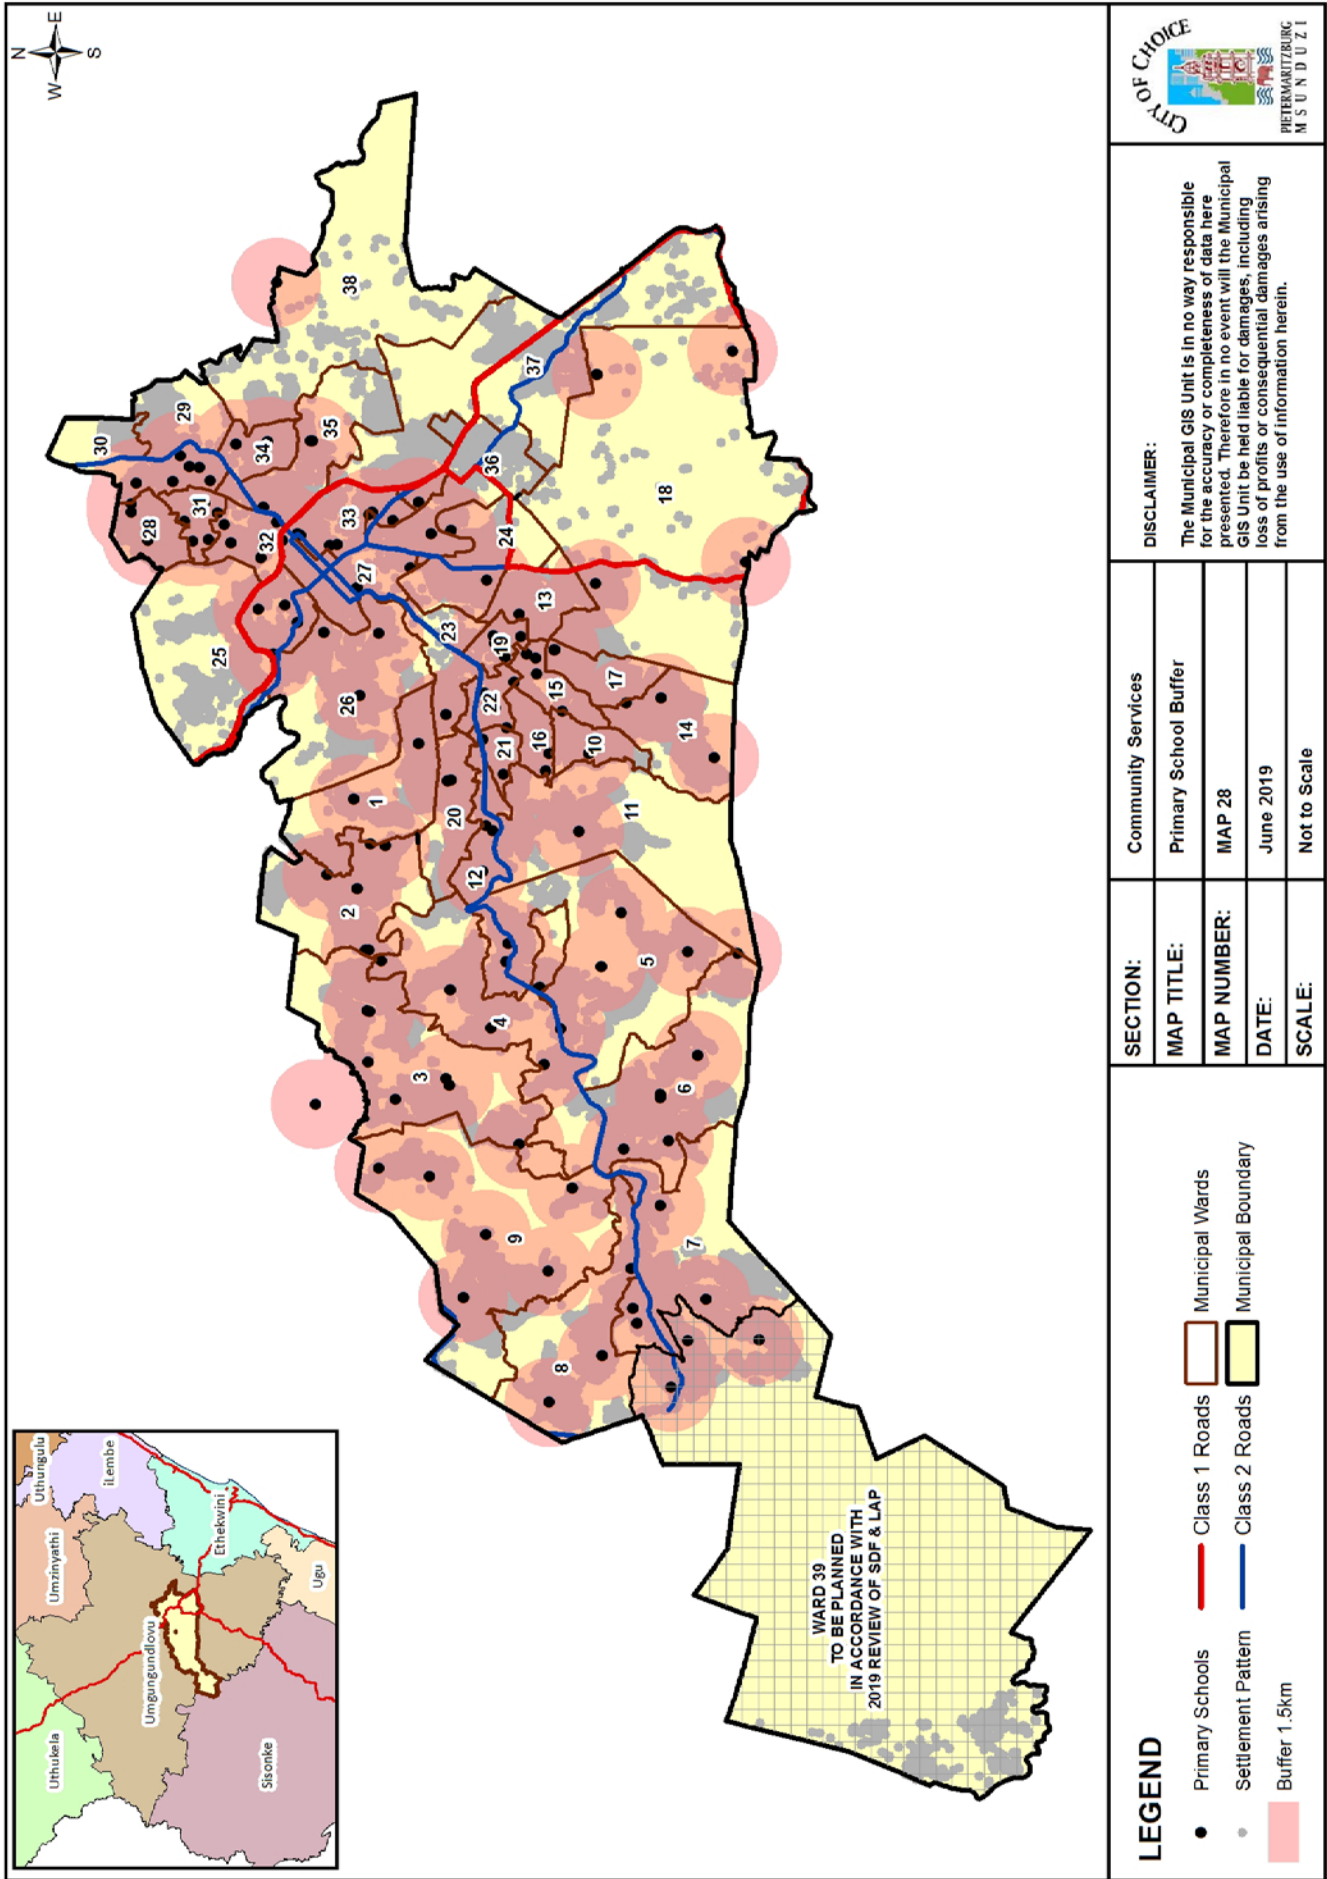 N
W
E
S
Uthungulu
Umzinyathi
iLembe
Uthukela
Umgungundlovu
Ethekwini
Ugu
Sisonke
30
29
28
31
34
35
38
32
25
33
27
26
36
37
24
18
23
13
19
1
22
15
17
2
20
21
16
10
14
12
11
3
4
5
6
9
7
8
WARD 39
TO BE PLANNED
IN ACCORDANCE WITH
2019 REVIEW OF SDF & LAP
LEGEND
Primary Schools
Settlement Pattern
Buffer 1.5km
Class 1 Roads
Class 2 Roads
Municipal Wards
Municipal Boundary
SECTION: Community Services
MAP TITLE: Primary School Buffer
MAP NUMBER: MAP 28
DATE: June 2019
SCALE: Not to Scale
DISCLAIMER:
The Municipal GIS Unit is in no way responsible
for the accuracy or completeness of data here
presented. Therefore in no event will the Municipal
GIS Unit be held liable for damages, including
loss of profits or consequential damages arising
from the use of information herein.
CITY OF CHOICE
PIETERMARITZBURG
MSUNDUZI